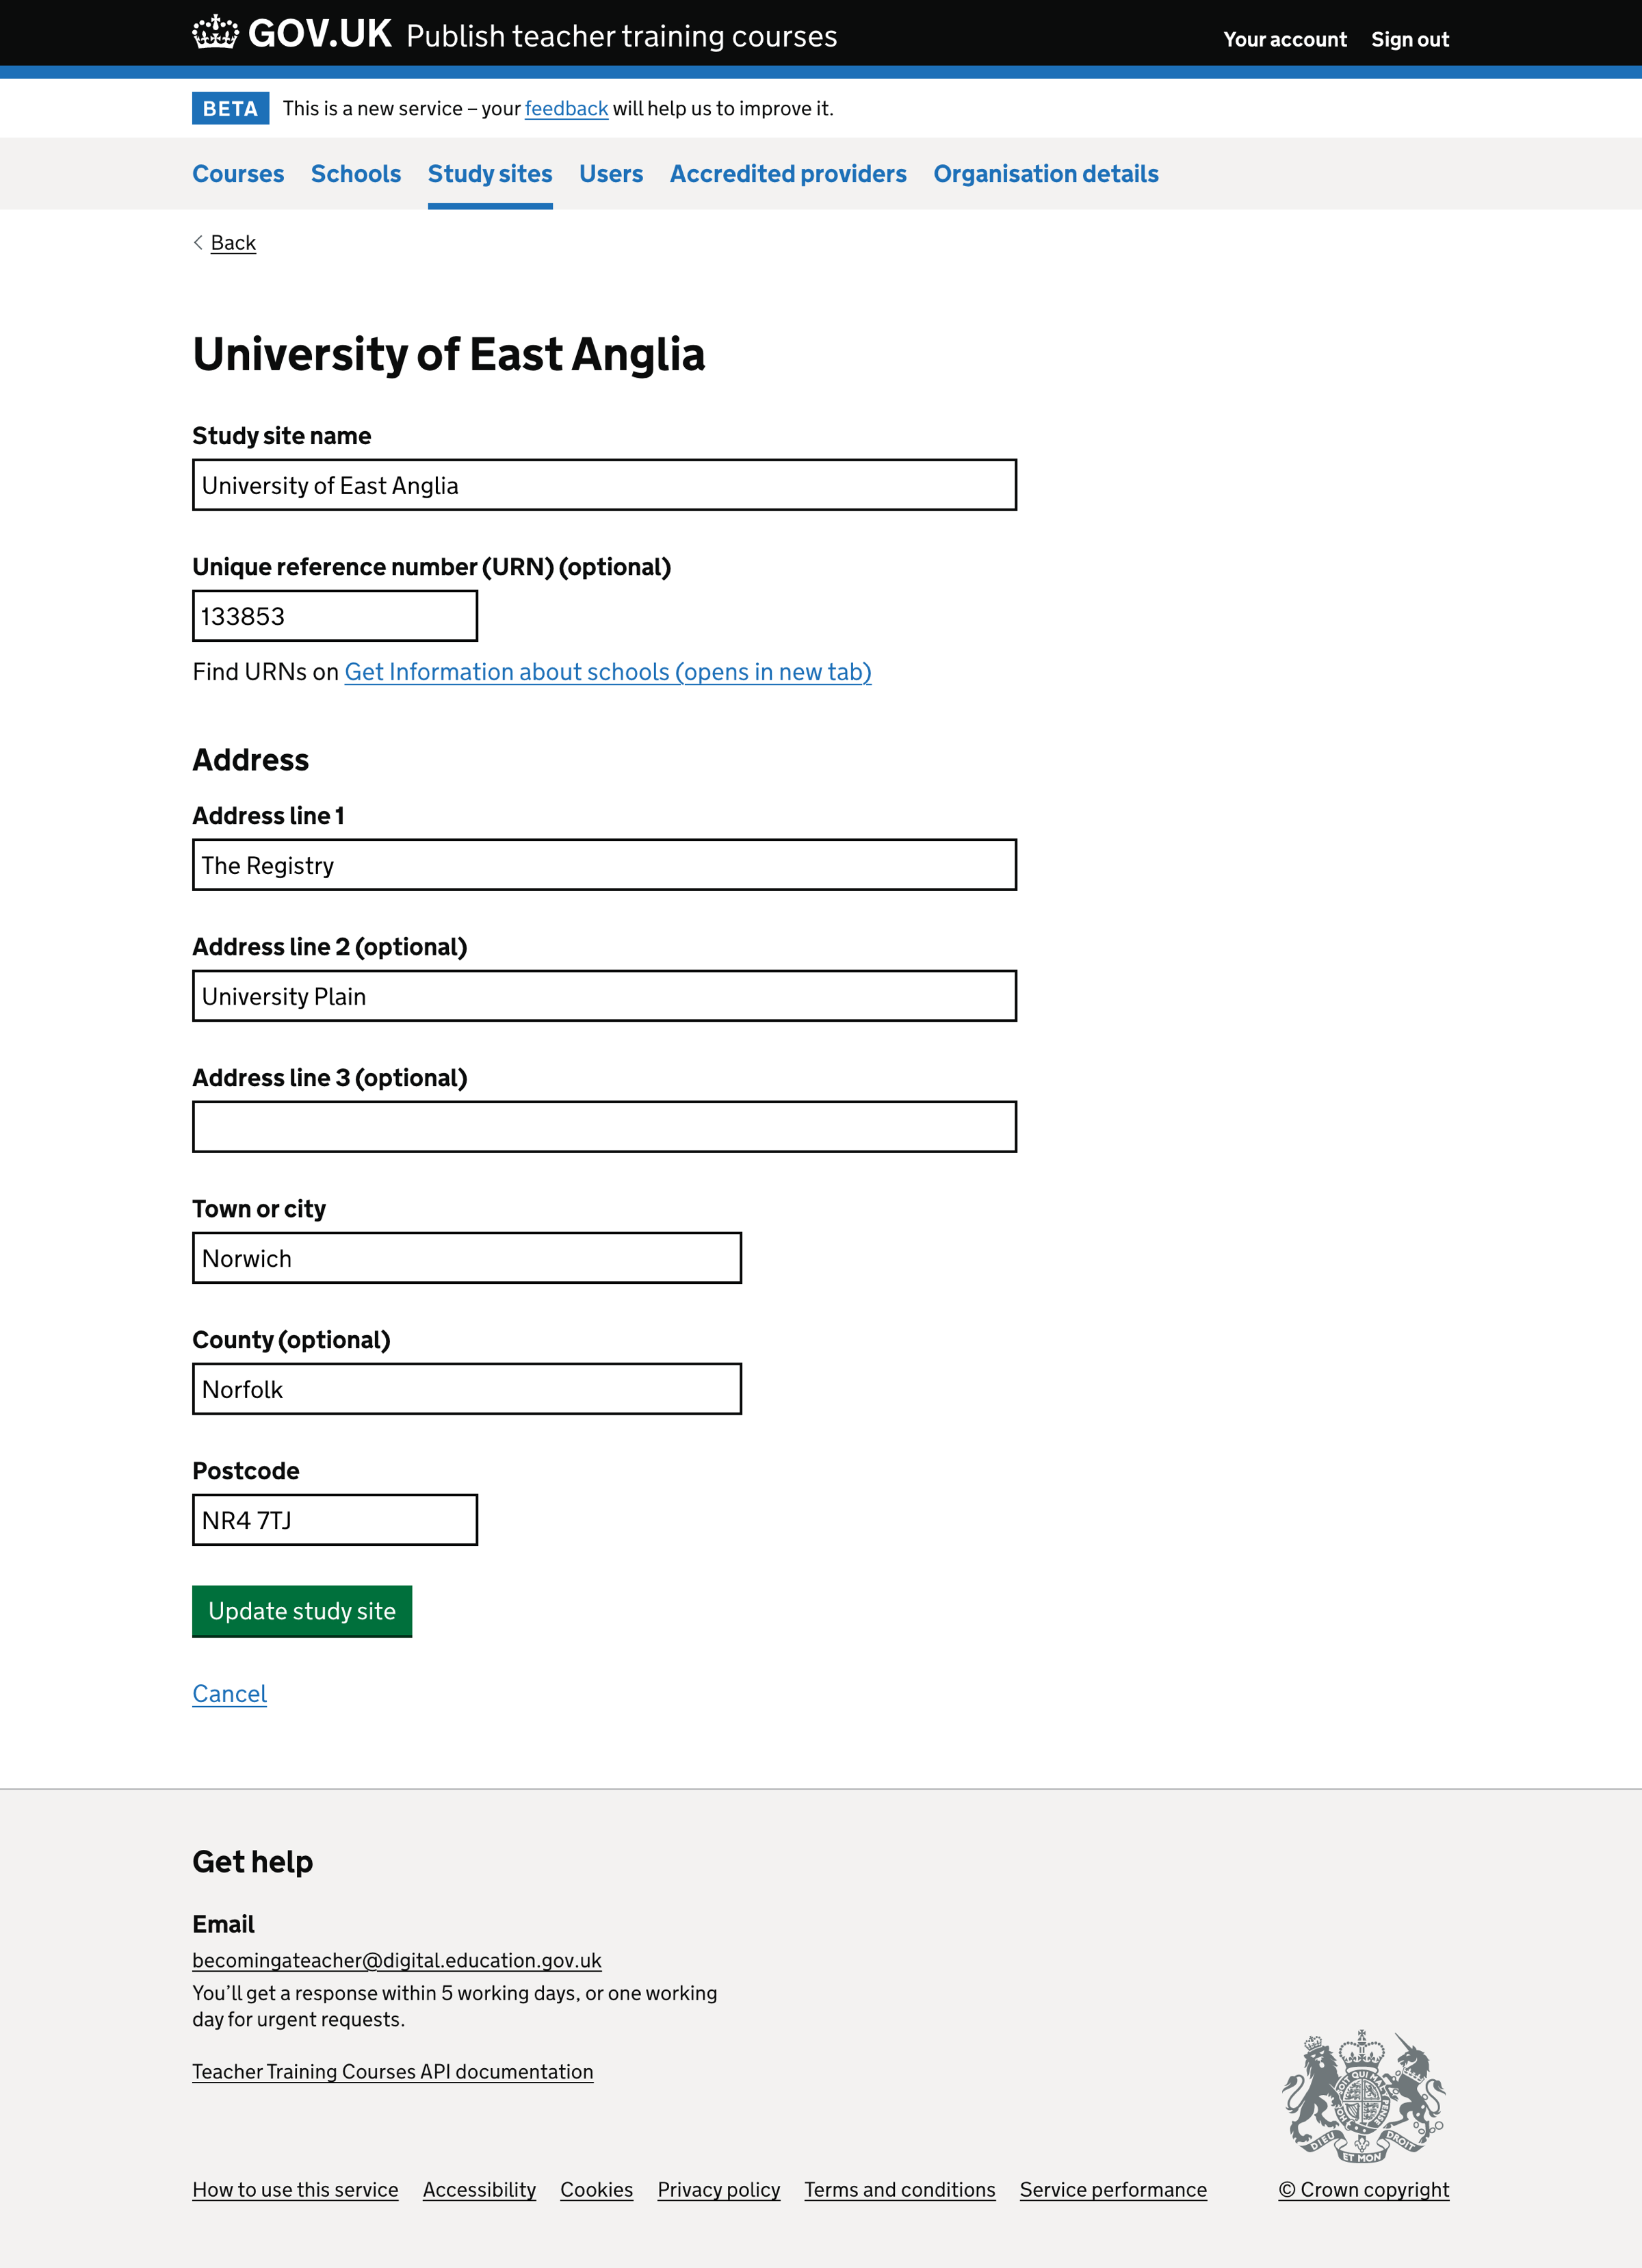 GOV.UK Publish teacher training courses Your account Sign out
BETA This is a new service – your feedback will help us to improve it.
Courses Schools Study sites Users Accredited providers Organisation details
Back
University of East Anglia
Study site name
University of East Anglia
Unique reference number (URN) (optional)
133853
Find URNs on Get Information about schools (opens in new tab)
Address
Address line 1
The Registry
Address line 2 (optional)
University Plain
Address line 3 (optional)
Town or city
Norwich
County (optional)
Norfolk
Postcode
NR4 7TJ
Update study site
Cancel
Get help
Email
becomingateacher@digital.education.gov.uk
You’ll get a response within 5 working days, or one working
day for urgent requests.
Teacher Training Courses API documentation
DIEU ET MON DROIT
How to use this service Accessibility Cookies Privacy policy Terms and conditions Service performance © Crown copyright